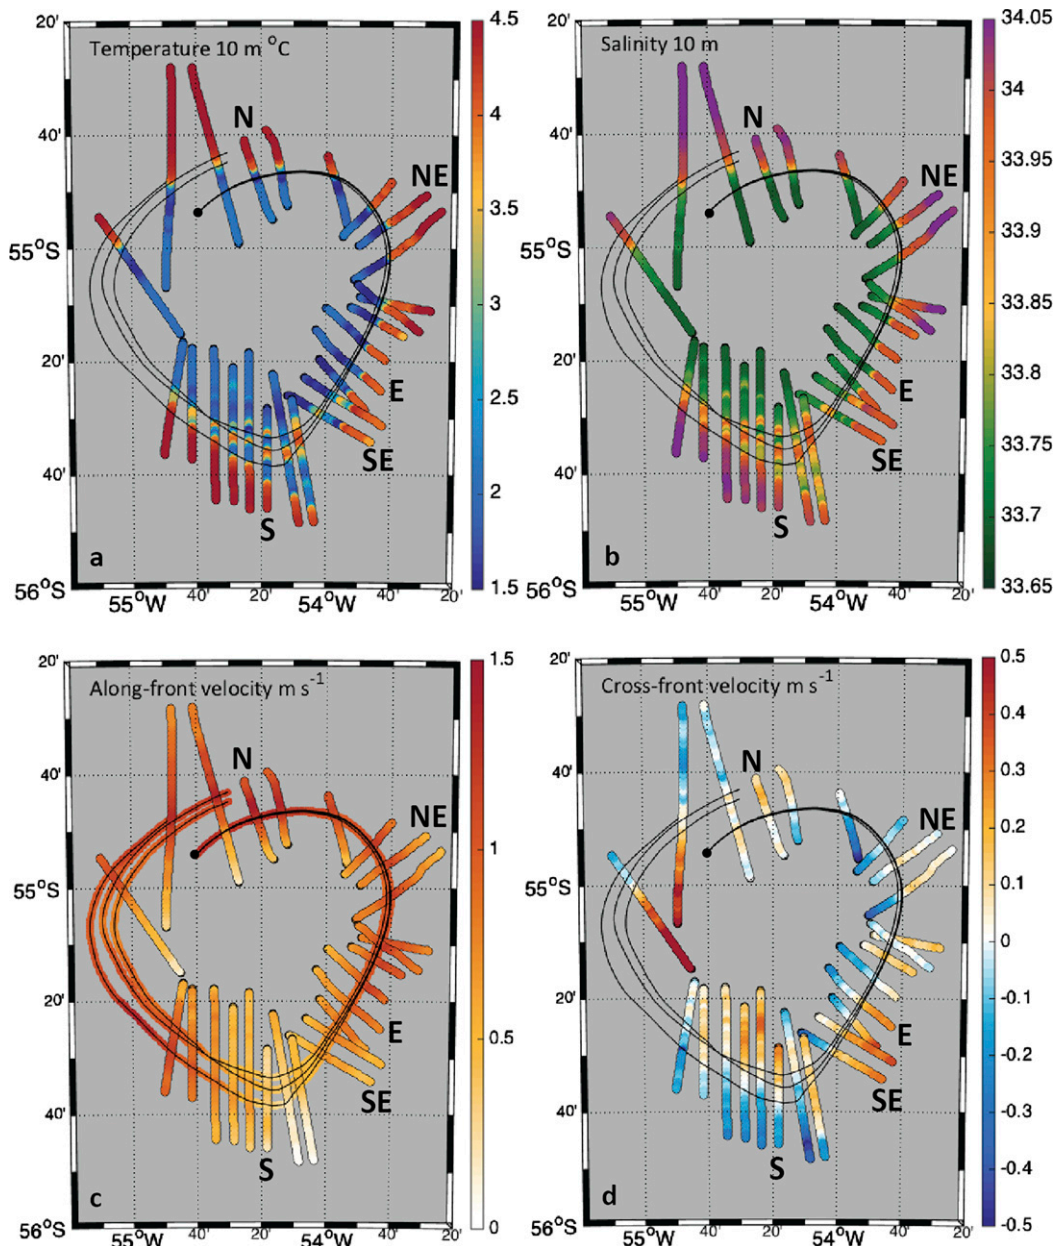 20'
Temperature 10 m °C
40'
N
NE
55°S
20'
E
SE
40'
S
a
56°S
55°W
40'
20'
54°W
20'
4.5
4
3.5
3
2.5
2
1.5
20'
Salinity 10 m
40'
N
NE
55°S
20'
E
SE
40'
S
b
56°S
55°W
40'
20'
54°W
20'
34.05
34
33.95
33.9
33.85
33.8
33.75
33.7
33.65
20'
Along-front velocity m s-1
40'
N
NE
55°S
20'
E
SE
40'
S
c
56°S
55°W
40'
20'
54°W
20'
1.5
1
0.5
0
20'
Cross-front velocity m s-1
40'
N
NE
55°S
20'
E
SE
40'
S
d
56°S
55°W
40'
20'
54°W
20'
0.5
0.4
0.3
0.2
0.1
0
-0.1
-0.2
-0.3
-0.4
-0.5